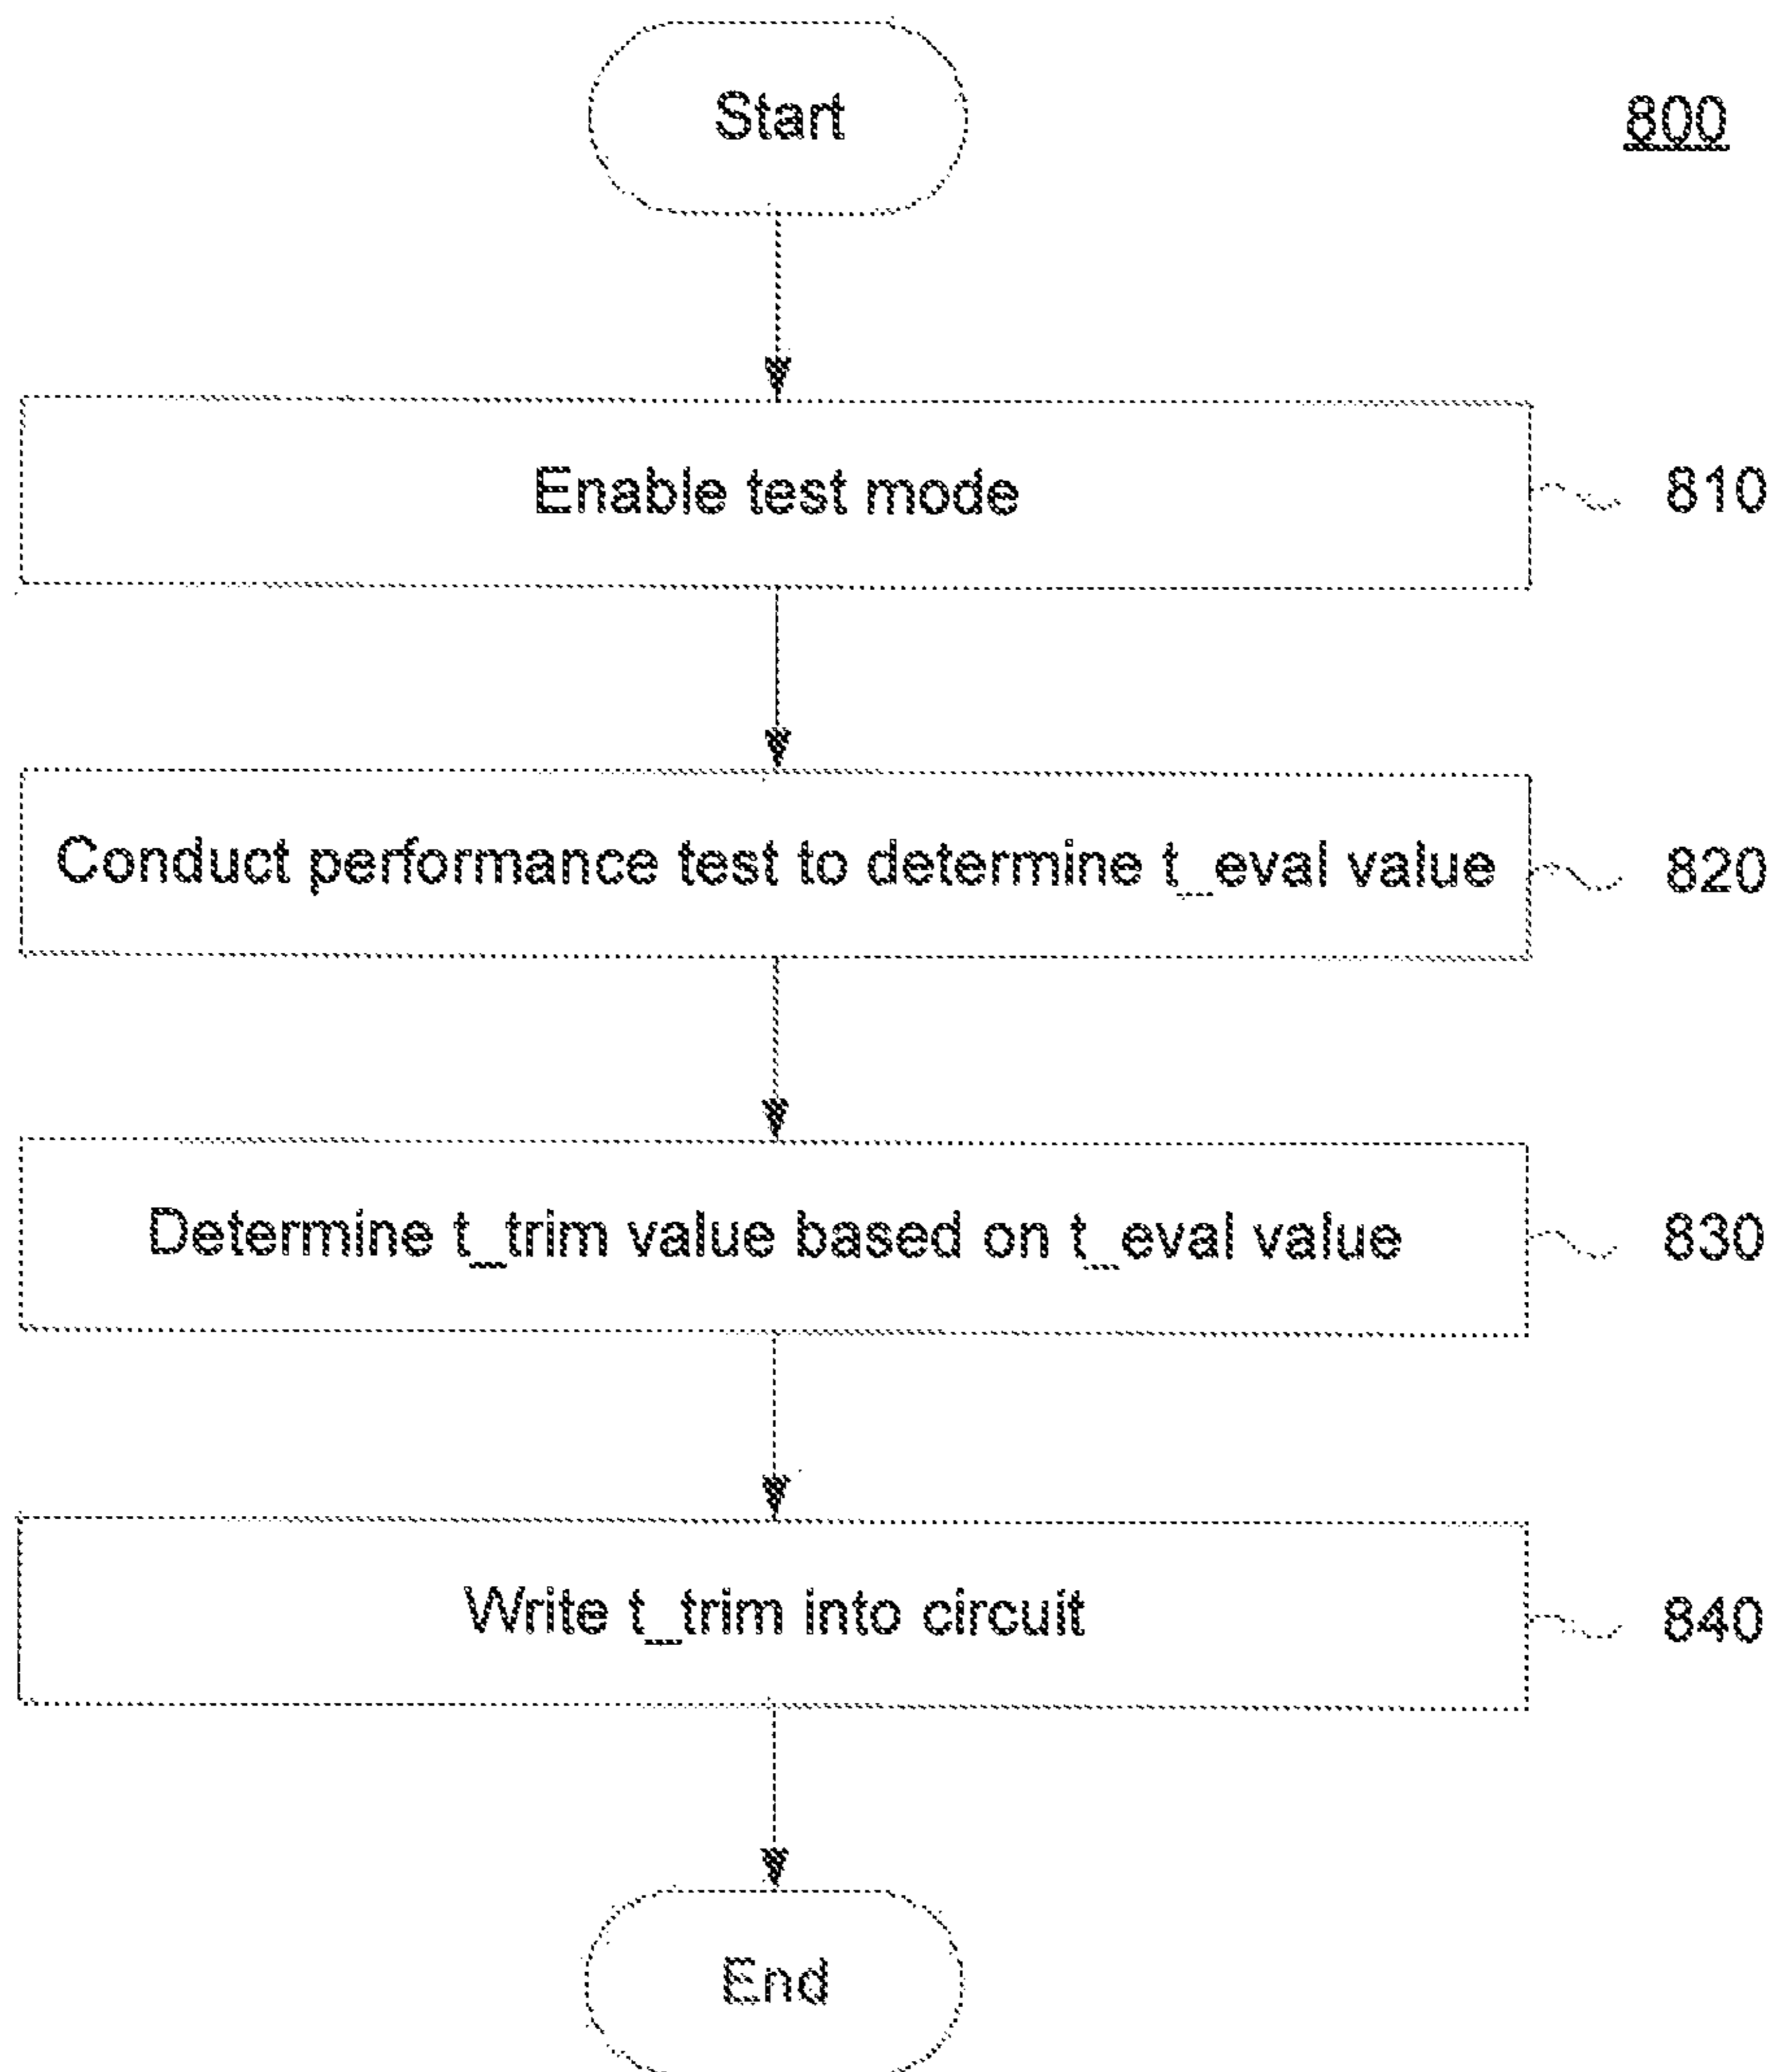 Start
800
Enable test mode
810
Conduct performance test to determine t_eval value
820
Determine t_trim value based on t_eval value
830
Write t_trim into circuit
840
End